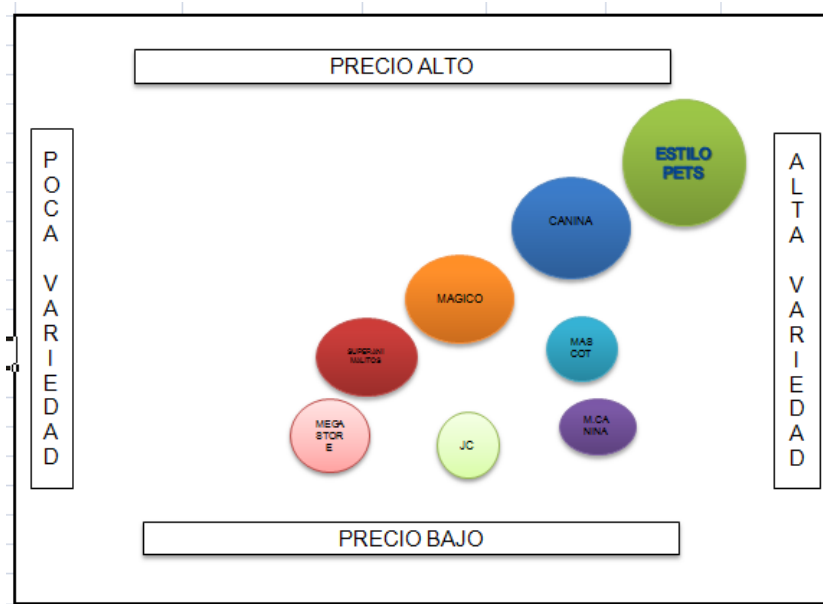 PRECIO ALTO
POCA VARIEDAD
ESTILO
PETS
ALTA VARIEDAD
CANINA
MAGICO
MAS
COT
MEGA
STOR
E
JC
M.CA
NINA
PRECIO BAJO